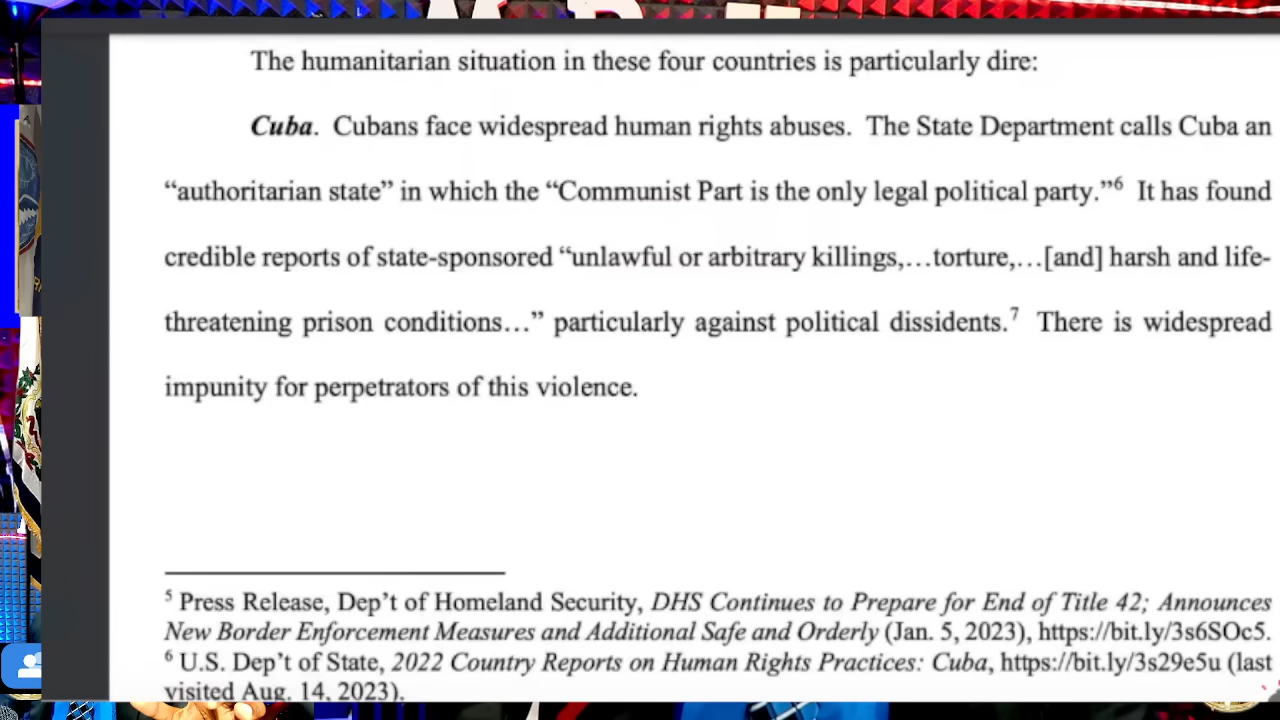 The humanitarian situation in these four countries is particularly dire:
Cuba. Cubans face widespread human rights abuses. The State Department calls Cuba an
“authoritarian state” in which the “Communist Part is the only legal political party.”6 It has found
credible reports of state-sponsored “unlawful or arbitrary killings,…torture,…[and] harsh and life-
threatening prison conditions…” particularly against political dissidents.7 There is widespread
impunity for perpetrators of this violence.
5 Press Release, Dep’t of Homeland Security, DHS Continues to Prepare for End of Title 42; Announces
New Border Enforcement Measures and Additional Safe and Orderly (Jan. 5, 2023), https://bit.ly/3s6SOc5.
6 U.S. Dep’t of State, 2022 Country Reports on Human Rights Practices: Cuba, https://bit.ly/3s29e5u (last
visited Aug. 14, 2023).